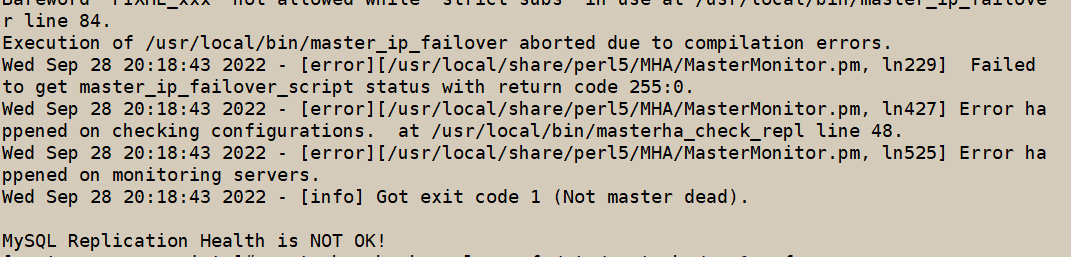 Bareword "FIXME_xxx" not allowed while "strict subs" in use at /usr/local/bin/master_ip_failove
r line 84.
Execution of /usr/local/bin/master_ip_failover aborted due to compilation errors.
Wed Sep 28 20:18:43 2022 - [error][/usr/local/share/perl5/MHA/MasterMonitor.pm, ln229]  Failed
to get master_ip_failover_script status with return code 255:0.
Wed Sep 28 20:18:43 2022 - [error][/usr/local/share/perl5/MHA/MasterMonitor.pm, ln427] Error ha
ppened on checking configurations.  at /usr/local/bin/masterha_check_repl line 48.
Wed Sep 28 20:18:43 2022 - [error][/usr/local/share/perl5/MHA/MasterMonitor.pm, ln525] Error ha
ppened on monitoring servers.
Wed Sep 28 20:18:43 2022 - [info] Got exit code 1 (Not master dead).
MySQL Replication Health is NOT OK!